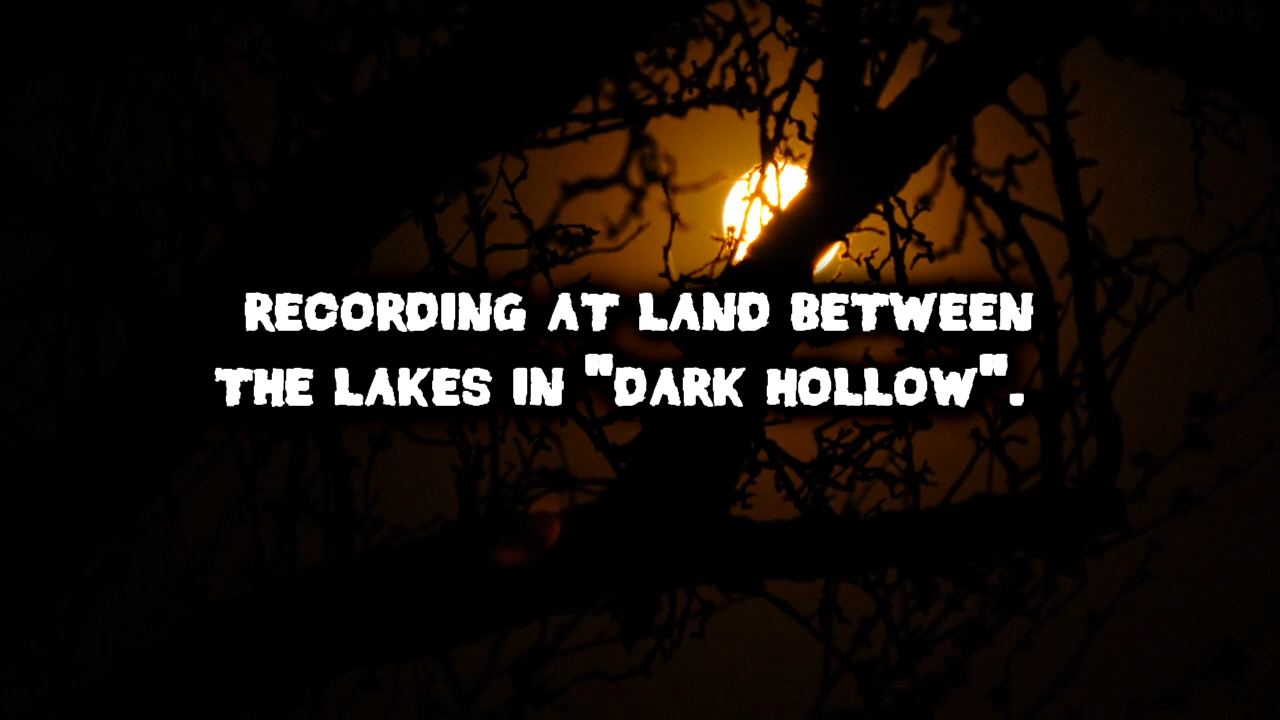 RECORDING AT LAND BETWEEN
THE LAKES IN "DARK HOLLOW".